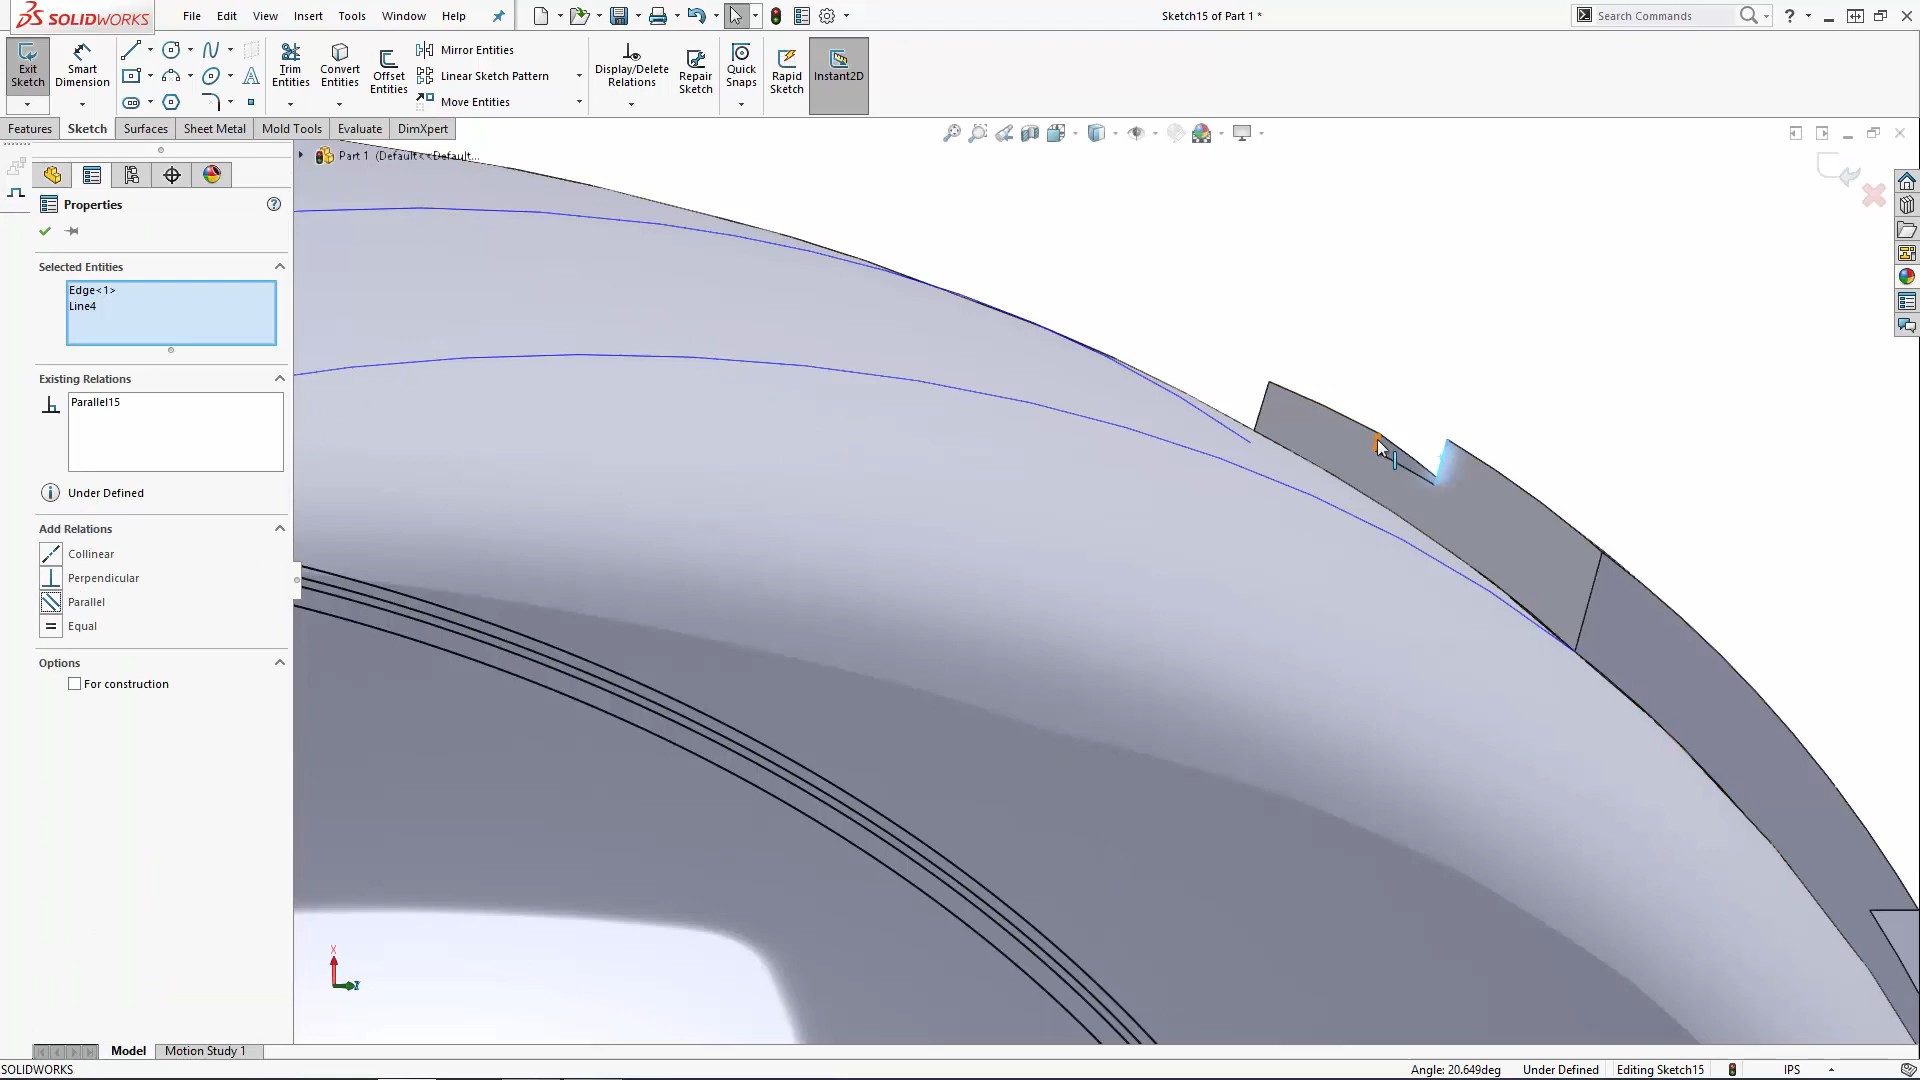 SOLIDWORKS
File Edit View Insert Tools Window Help
Sketch15 of Part 1 *
Search Commands
Exit Sketch
Smart Dimension
Trim Entities
Convert Entities
Offset Entities
Mirror Entities
Linear Sketch Pattern
Move Entities
Display/Delete Relations
Repair Sketch
Quick Snaps
Rapid Sketch
Instant2D
Features Sketch Surfaces Sheet Metal Mold Tools Evaluate DimXpert
Part 1 (Default<<Default...
Properties
Selected Entities
Edge<1>
Line4
Existing Relations
Parallel15
Under Defined
Add Relations
Collinear
Perpendicular
Parallel
Equal
Options
For construction
X
Z
Model Motion Study 1
SOLIDWORKS
Angle: 20.649deg Under Defined Editing Sketch15 IPS